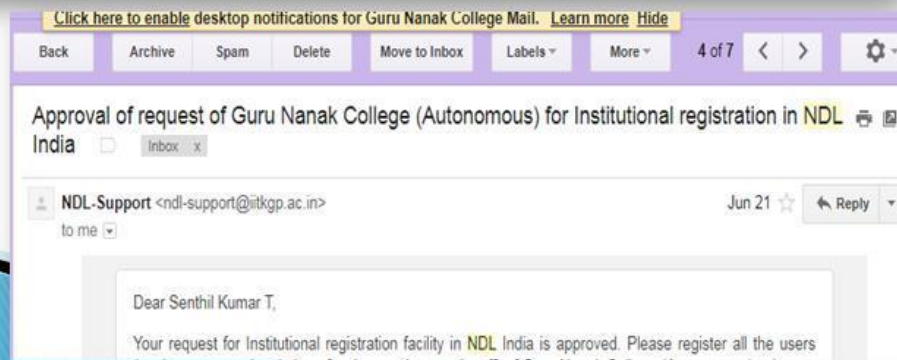 Click here to enable desktop notifications for Guru Nanak College Mail. Learn more Hide
Back Archive Spam Delete Move to Inbox Labels More 4 of 7
Approval of request of Guru Nanak College (Autonomous) for Institutional registration in NDL
India Inbox x
NDL-Support <ndl-support@iitkgp.ac.in> Jun 21 Reply
to me
Dear Senthil Kumar T,
Your request for Institutional registration facility in NDL India is approved. Please register all the users